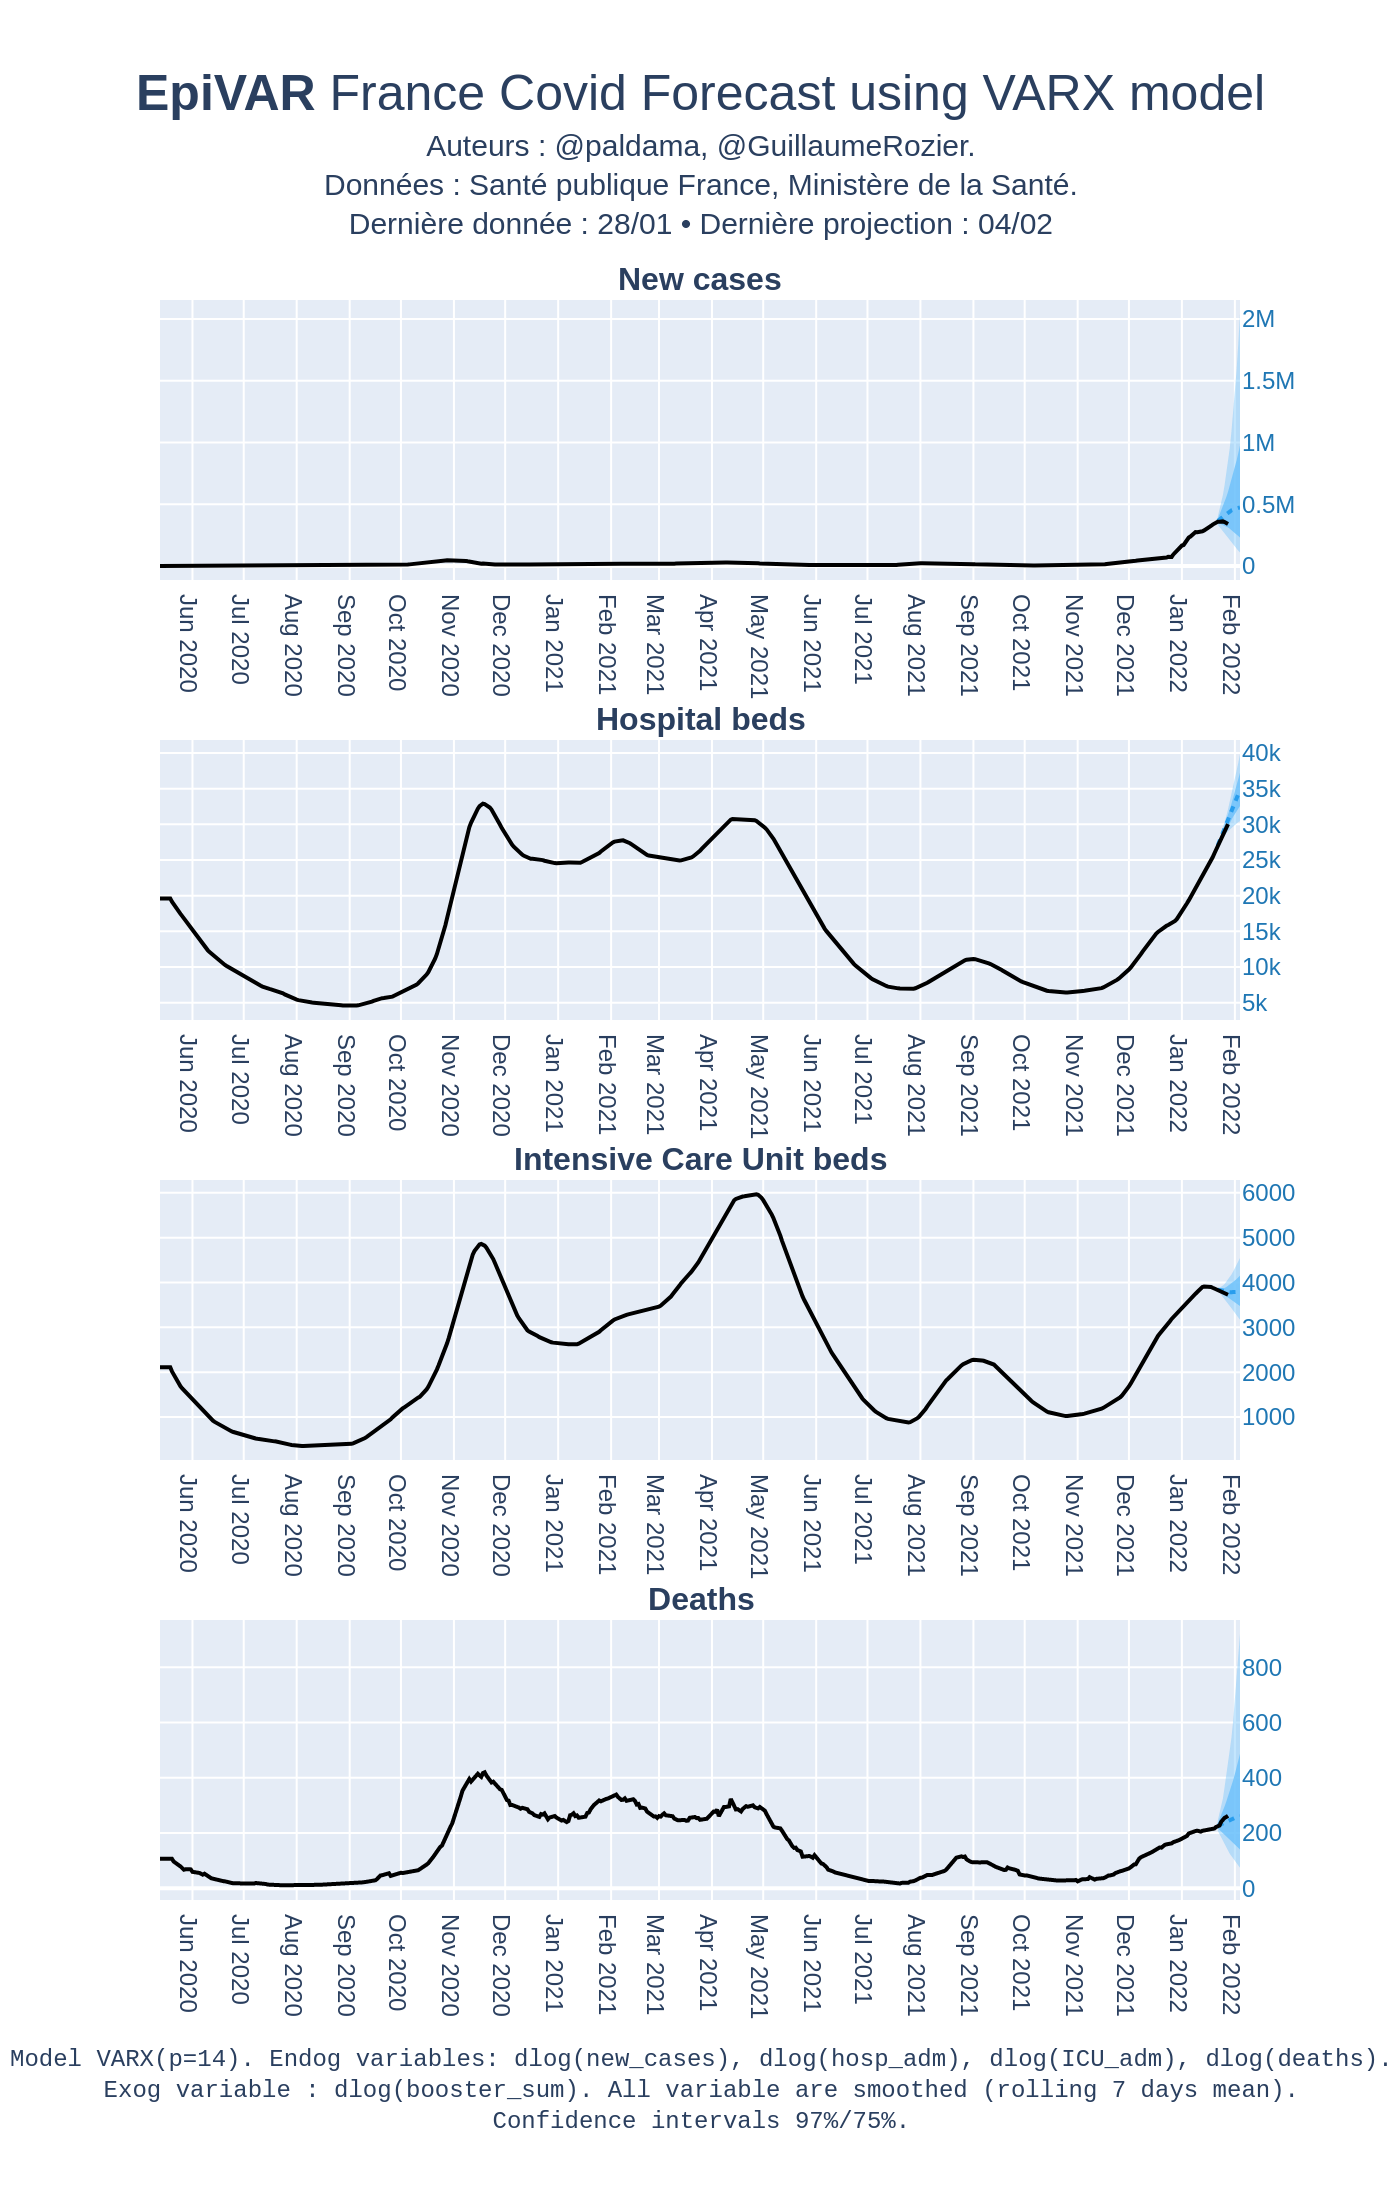 EpiVAR France Covid Forecast using VARX model
Auteurs : @paldama, @GuillaumeRozier.
Données : Santé publique France, Ministère de la Santé.
Dernière donnée : 28/01 • Dernière projection : 04/02
New cases
2M
1.5M
1M
0.5M
0
Jun 2020
Jul 2020
Aug 2020
Sep 2020
Oct 2020
Nov 2020
Dec 2020
Jan 2021
Feb 2021
Mar 2021
Apr 2021
May 2021
Jun 2021
Jul 2021
Aug 2021
Sep 2021
Oct 2021
Nov 2021
Dec 2021
Jan 2022
Feb 2022
Hospital beds
40k
35k
30k
25k
20k
15k
10k
5k
Jun 2020
Jul 2020
Aug 2020
Sep 2020
Oct 2020
Nov 2020
Dec 2020
Jan 2021
Feb 2021
Mar 2021
Apr 2021
May 2021
Jun 2021
Jul 2021
Aug 2021
Sep 2021
Oct 2021
Nov 2021
Dec 2021
Jan 2022
Feb 2022
Intensive Care Unit beds
6000
5000
4000
3000
2000
1000
Jun 2020
Jul 2020
Aug 2020
Sep 2020
Oct 2020
Nov 2020
Dec 2020
Jan 2021
Feb 2021
Mar 2021
Apr 2021
May 2021
Jun 2021
Jul 2021
Aug 2021
Sep 2021
Oct 2021
Nov 2021
Dec 2021
Jan 2022
Feb 2022
Deaths
800
600
400
200
0
Jun 2020
Jul 2020
Aug 2020
Sep 2020
Oct 2020
Nov 2020
Dec 2020
Jan 2021
Feb 2021
Mar 2021
Apr 2021
May 2021
Jun 2021
Jul 2021
Aug 2021
Sep 2021
Oct 2021
Nov 2021
Dec 2021
Jan 2022
Feb 2022
Model VARX(p=14). Endog variables: dlog(new_cases), dlog(hosp_adm), dlog(ICU_adm), dlog(deaths).
Exog variable : dlog(booster_sum). All variable are smoothed (rolling 7 days mean).
Confidence intervals 97%/75%.